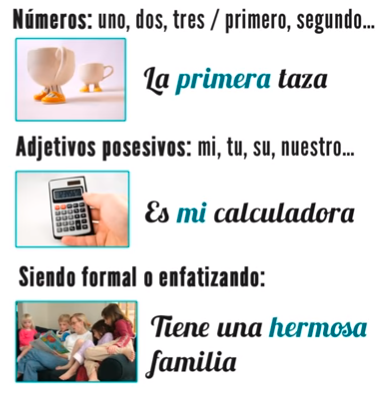 Números: uno, dos, tres / primero, segundo...
La primera taza
Adjetivos posesivos: mi, tu, su, nuestro...
Es mi calculadora
Siendo formal o enfatizando:
Tiene una hermosa
familia